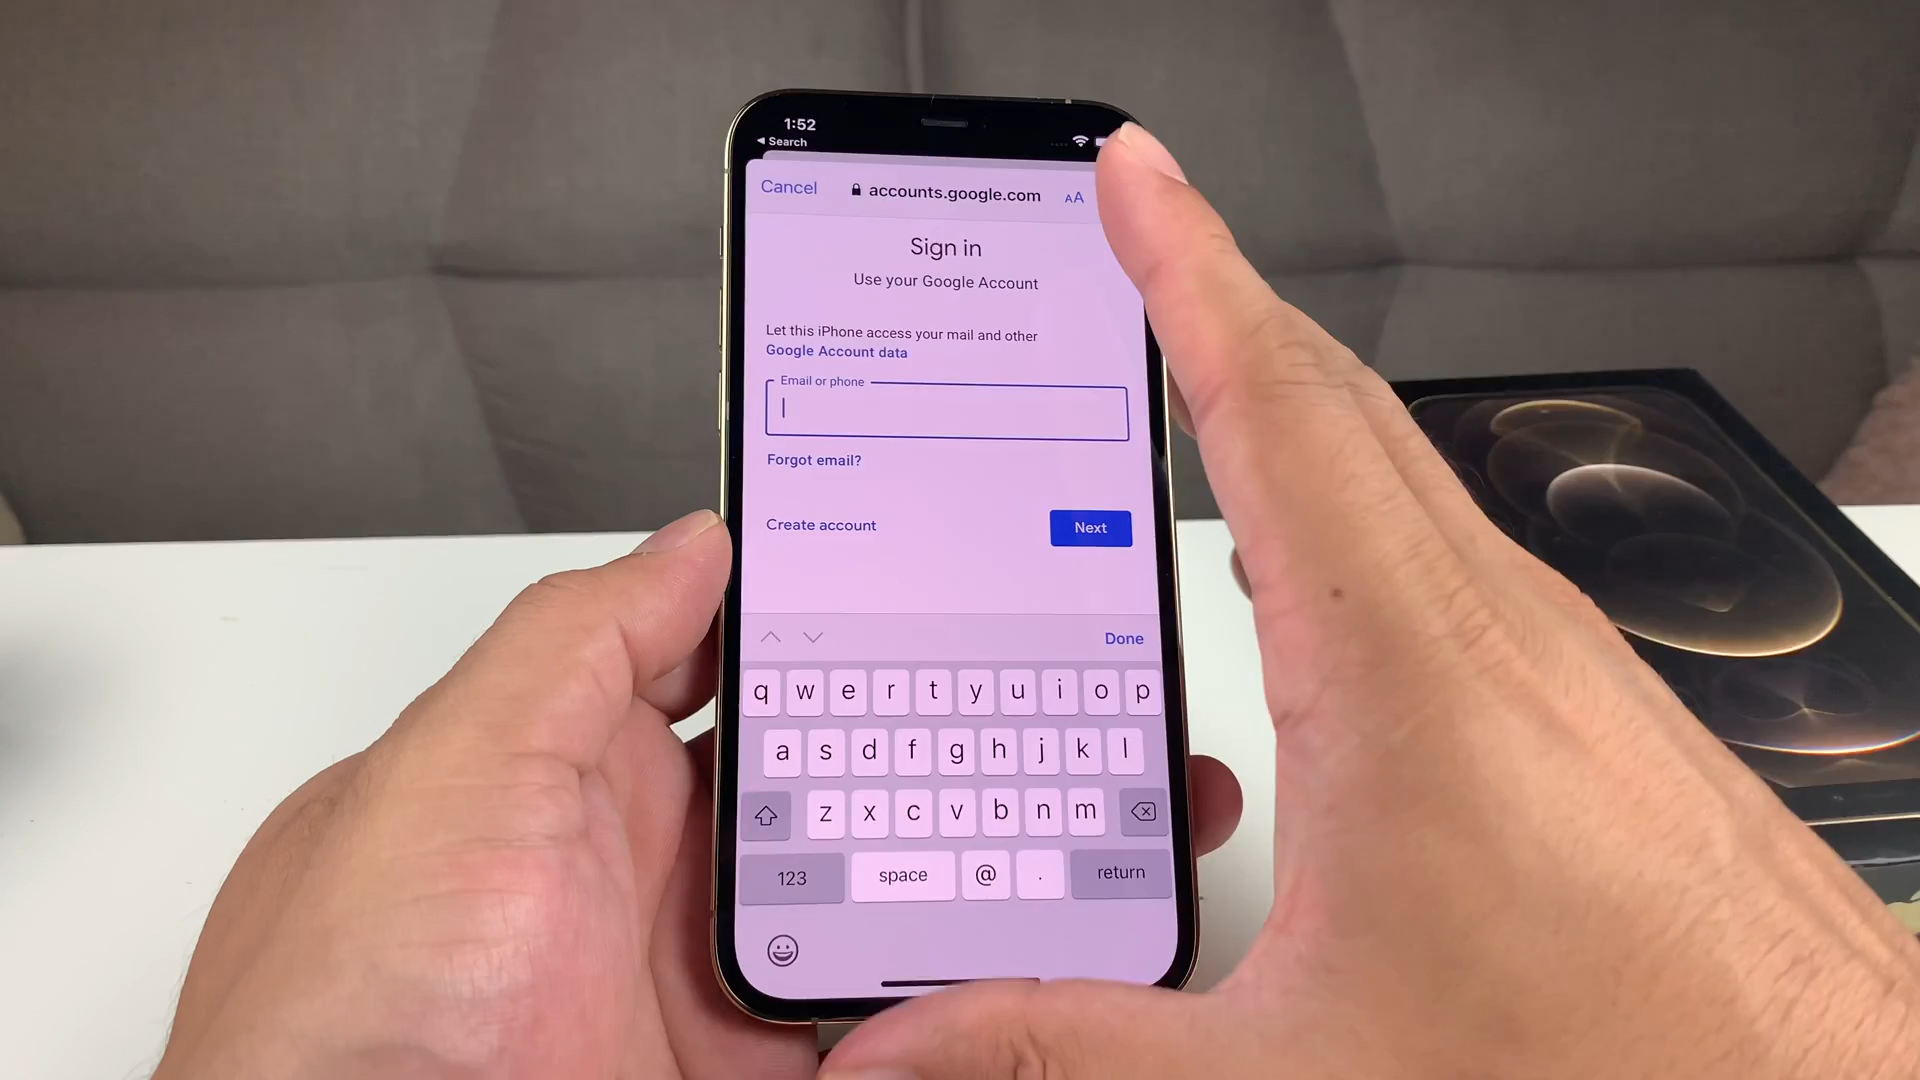 1:52
◀ Search
Cancel
accounts.google.com
AA
Sign in
Use your Google Account
Let this iPhone access your mail and other
Google Account data
Email or phone
Forgot email?
Create account
Next
Done
q w e r t y u i o p
a s d f g h j k l
z x c v b n m
123 space @ . return